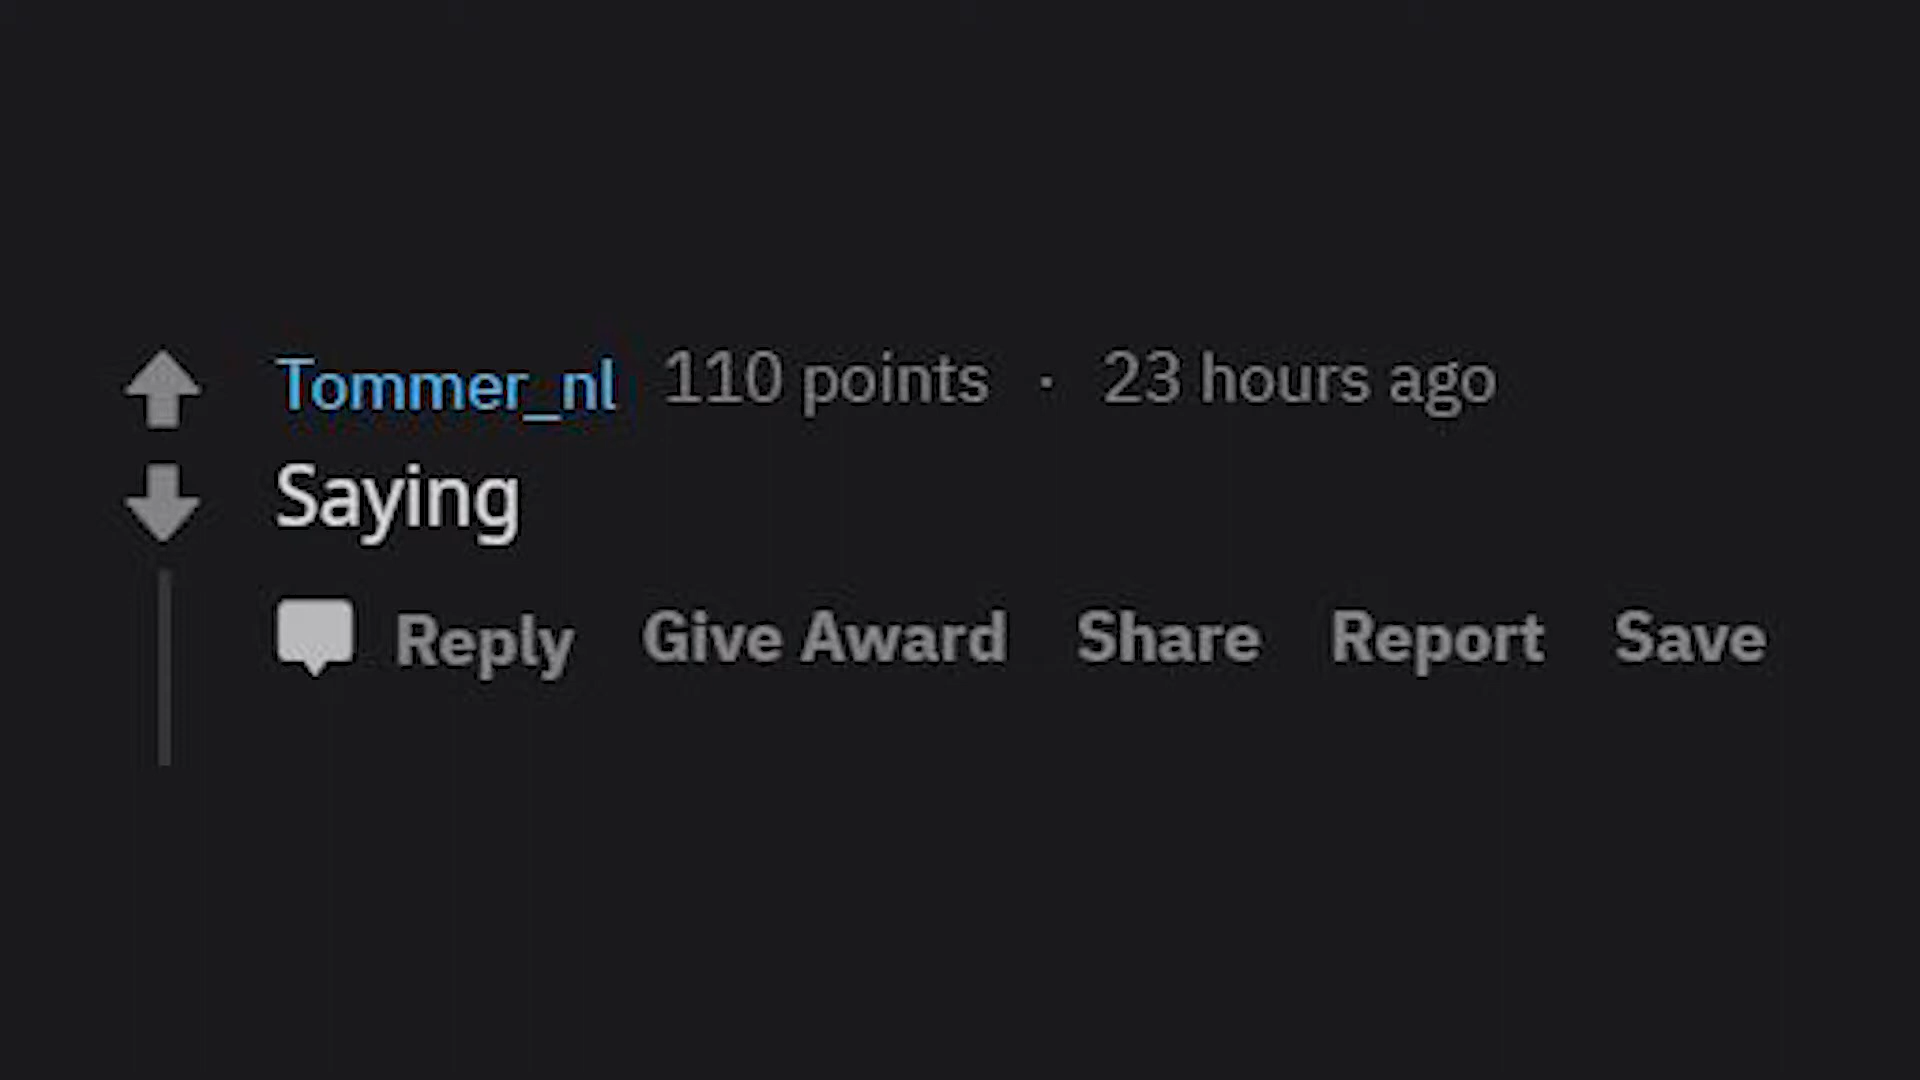 Tommer_nl 110 points · 23 hours ago
Saying
Reply Give Award Share Report Save